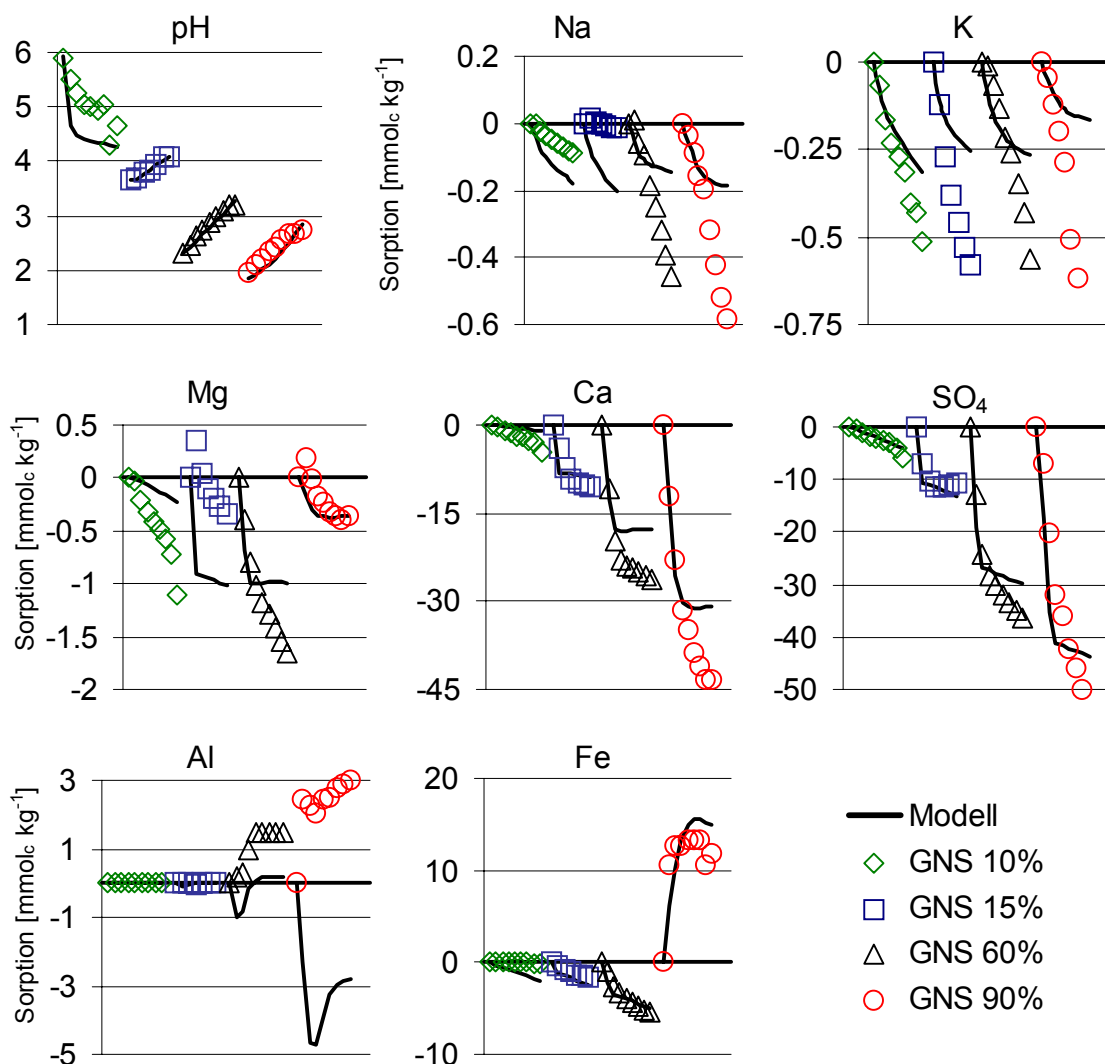 pH
6
5
4
3
2
1
Na
Sorption [mmolc kg-1]
0.2
0
-0.2
-0.4
-0.6
K
0
-0.25
-0.5
-0.75
Mg
Sorption [mmolc kg-1]
0.5
0
-0.5
-1
-1.5
-2
Ca
0
-15
-30
-45
SO4
0
-10
-20
-30
-40
-50
Al
Sorption [mmolc kg-1]
3
1
-1
-3
-5
Fe
20
10
0
-10
Modell
GNS 10%
GNS 15%
GNS 60%
GNS 90%